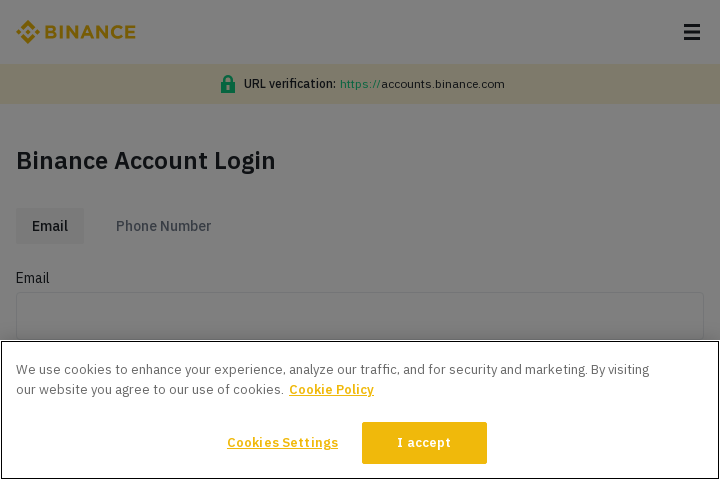 BINANCE
URL verification: https://accounts.binance.com
Binance Account Login
Email
Phone Number
Email
We use cookies to enhance your experience, analyze our traffic, and for security and marketing. By visiting
our website you agree to our use of cookies. Cookie Policy
Cookies Settings
I accept